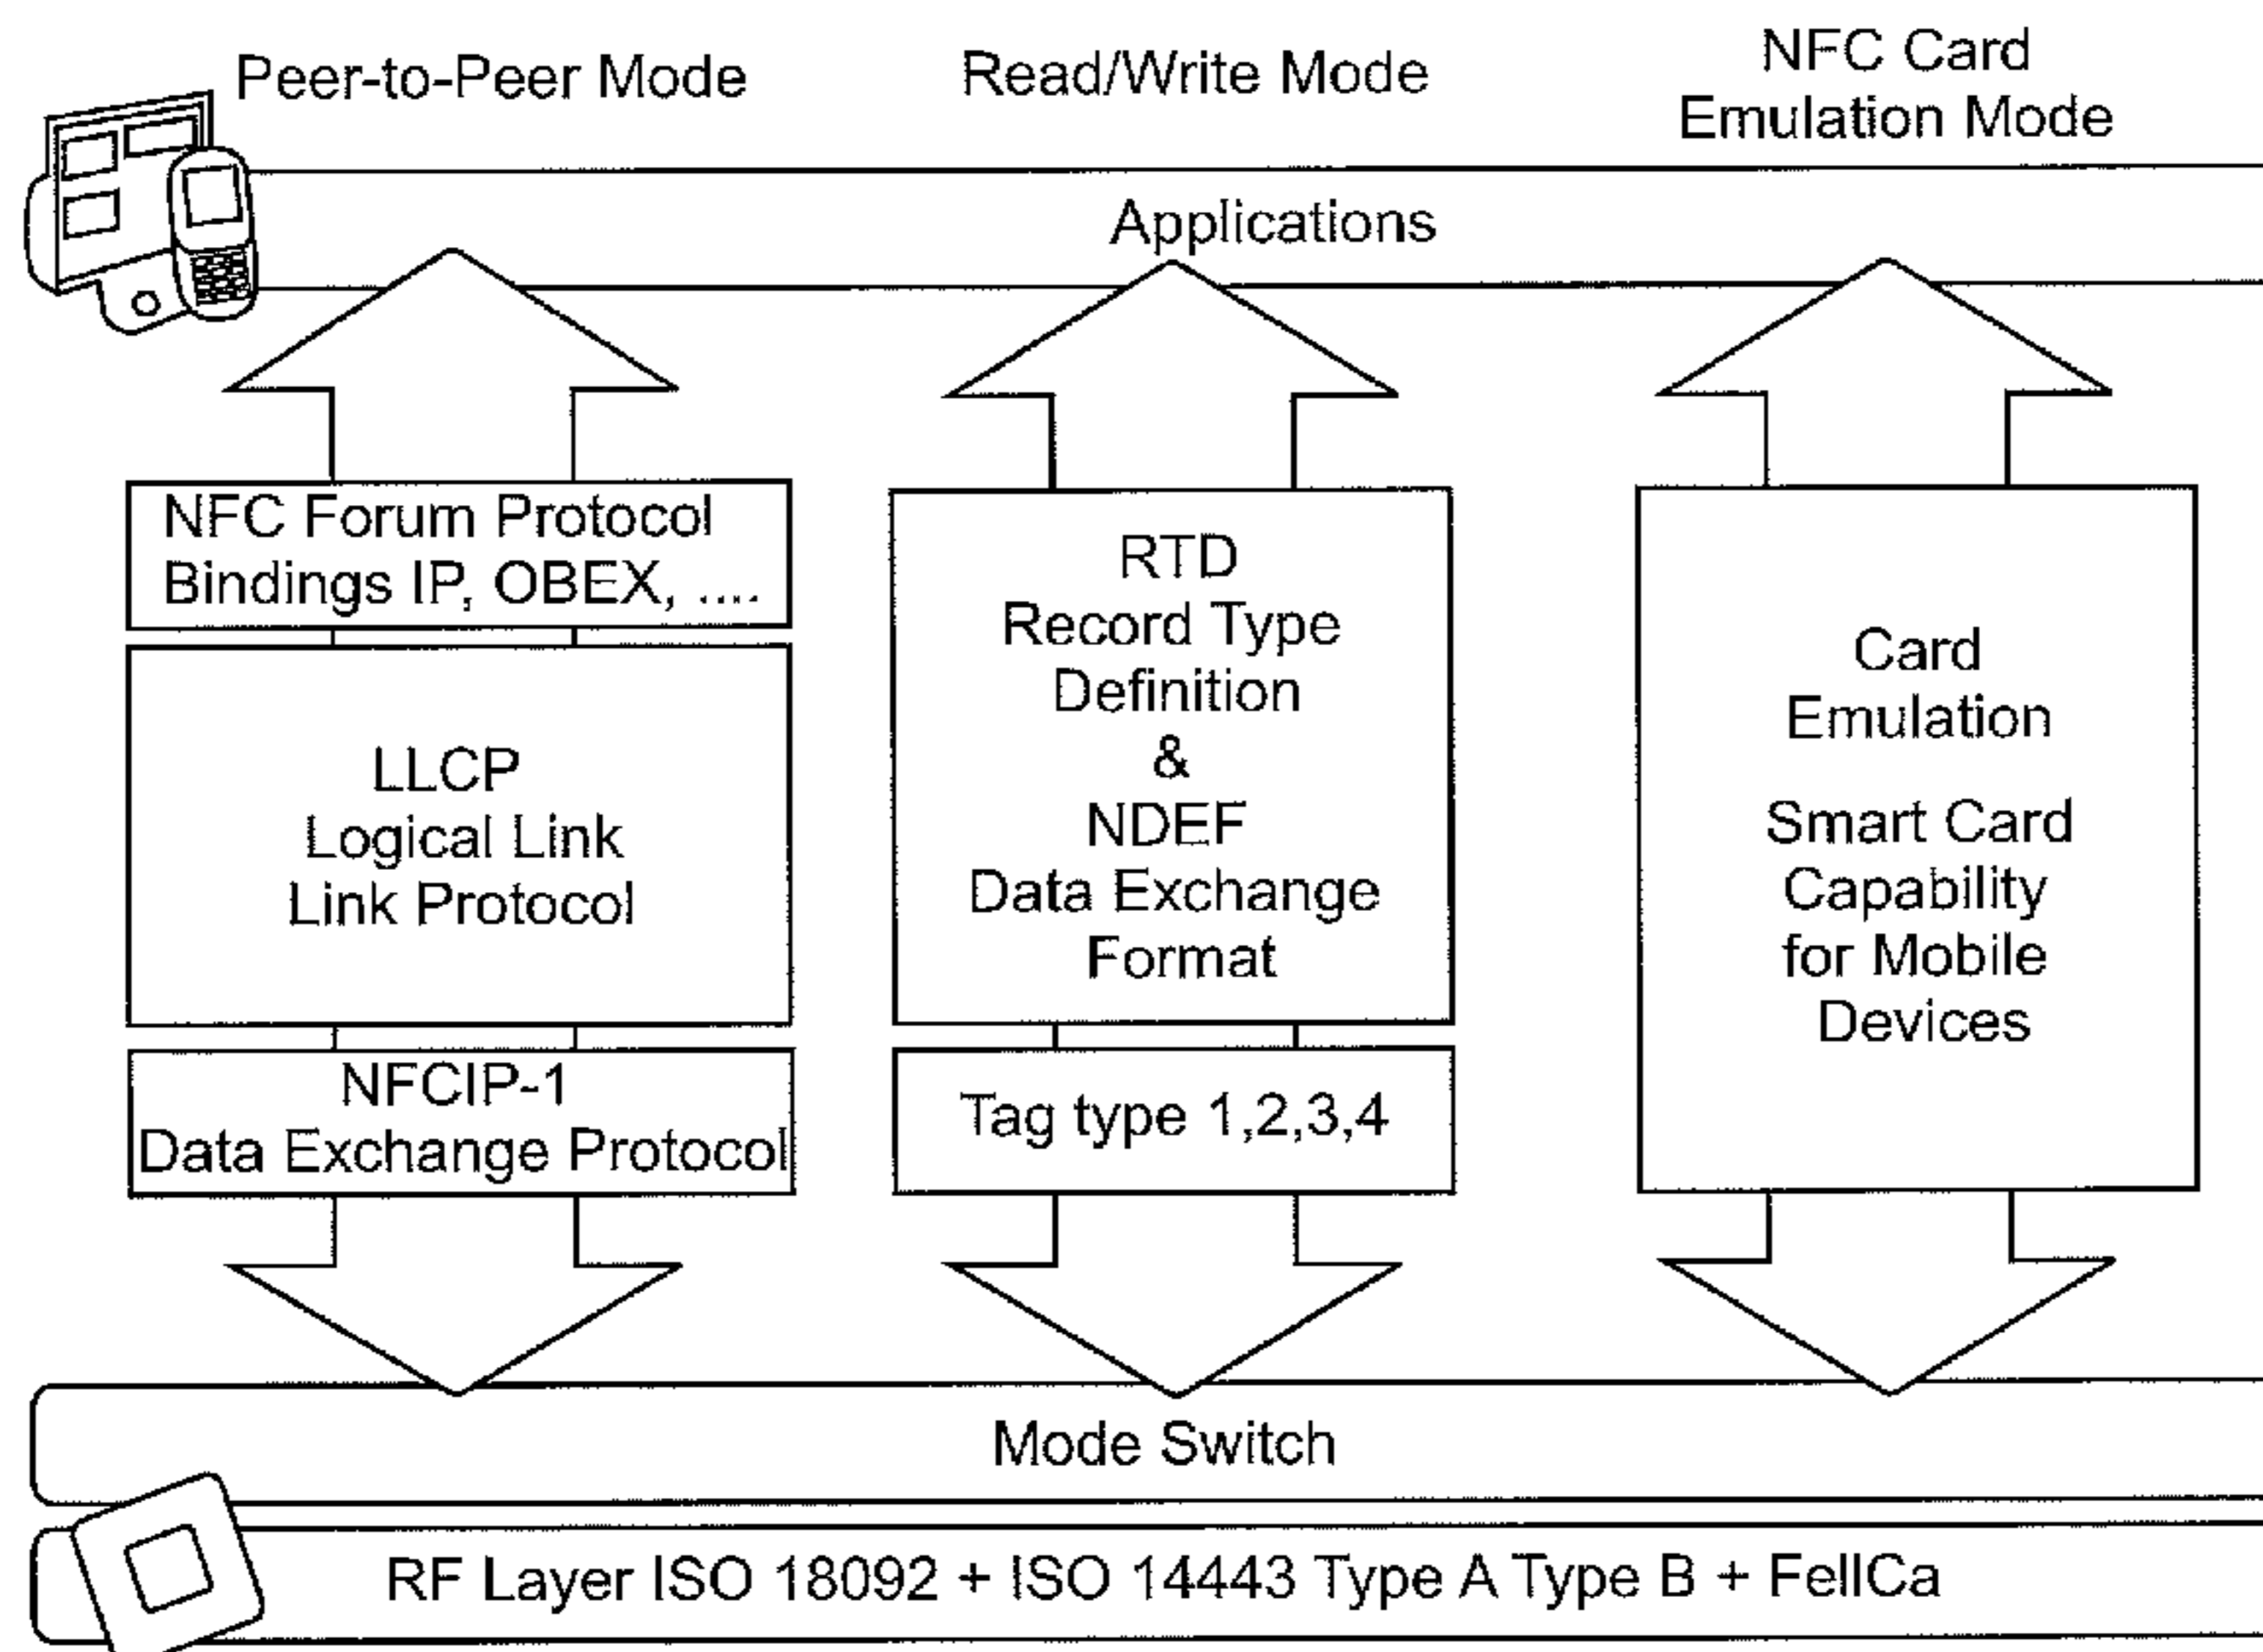 Peer-to-Peer Mode
Read/Write Mode
NFC Card
Emulation Mode
Applications
NFC Forum Protocol
Bindings IP, OBEX, ....
LLCP
Logical Link
Link Protocol
NFCIP-1
Data Exchange Protocol
RTD
Record Type
Definition
&
NDEF
Data Exchange
Format
Tag type 1,2,3,4
Card
Emulation
Smart Card
Capability
for Mobile
Devices
Mode Switch
RF Layer ISO 18092 + ISO 14443 Type A Type B + FellCa